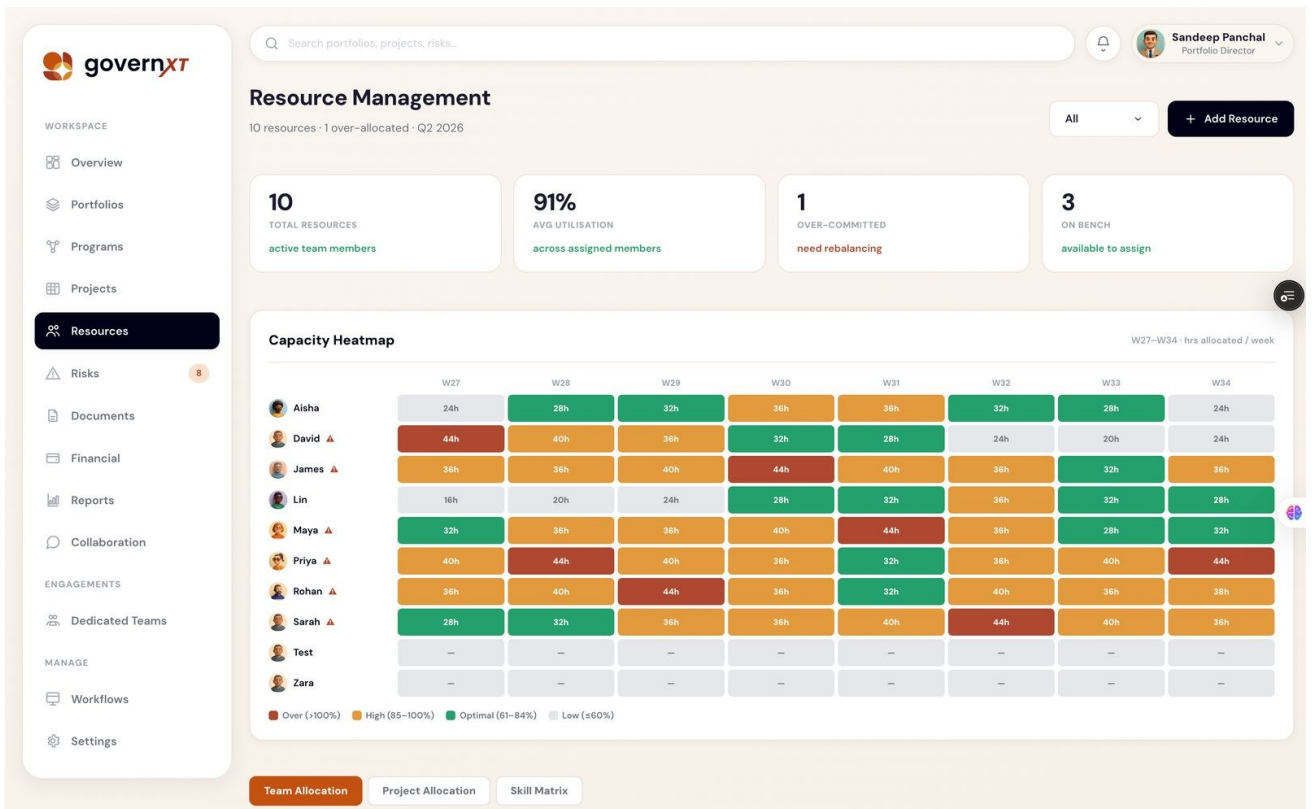 governXT
Search portfolios, projects, risks...
Sandeep Panchal
Portfolio Director
WORKSPACE
Overview
Portfolios
Programs
Projects
Resources
Risks 8
Documents
Financial
Reports
Collaboration
ENGAGEMENTS
Dedicated Teams
MANAGE
Workflows
Settings
Resource Management
10 resources · 1 over-allocated · Q2 2026
All
+ Add Resource
10
TOTAL RESOURCES
active team members
91%
AVG UTILISATION
across assigned members
1
OVER-COMMITTED
need rebalancing
3
ON BENCH
available to assign
Capacity Heatmap
W27–W34 · hrs allocated / week
W27 W28 W29 W30 W31 W32 W33 W34
Aisha 24h 28h 32h 36h 36h 32h 28h 24h
David 44h 40h 36h 32h 28h 24h 20h 24h
James 36h 36h 40h 44h 40h 36h 32h 36h
Lin 16h 20h 24h 28h 32h 36h 32h 28h
Maya 32h 36h 36h 40h 44h 36h 28h 32h
Priya 40h 44h 40h 36h 32h 36h 40h 44h
Rohan 36h 40h 44h 36h 32h 40h 36h 38h
Sarah 28h 32h 36h 36h 40h 44h 40h 36h
Test — — — — — — — —
Zara — — — — — — — —
Over (>100%) High (85–100%) Optimal (61–84%) Low (≤60%)
Team Allocation
Project Allocation
Skill Matrix